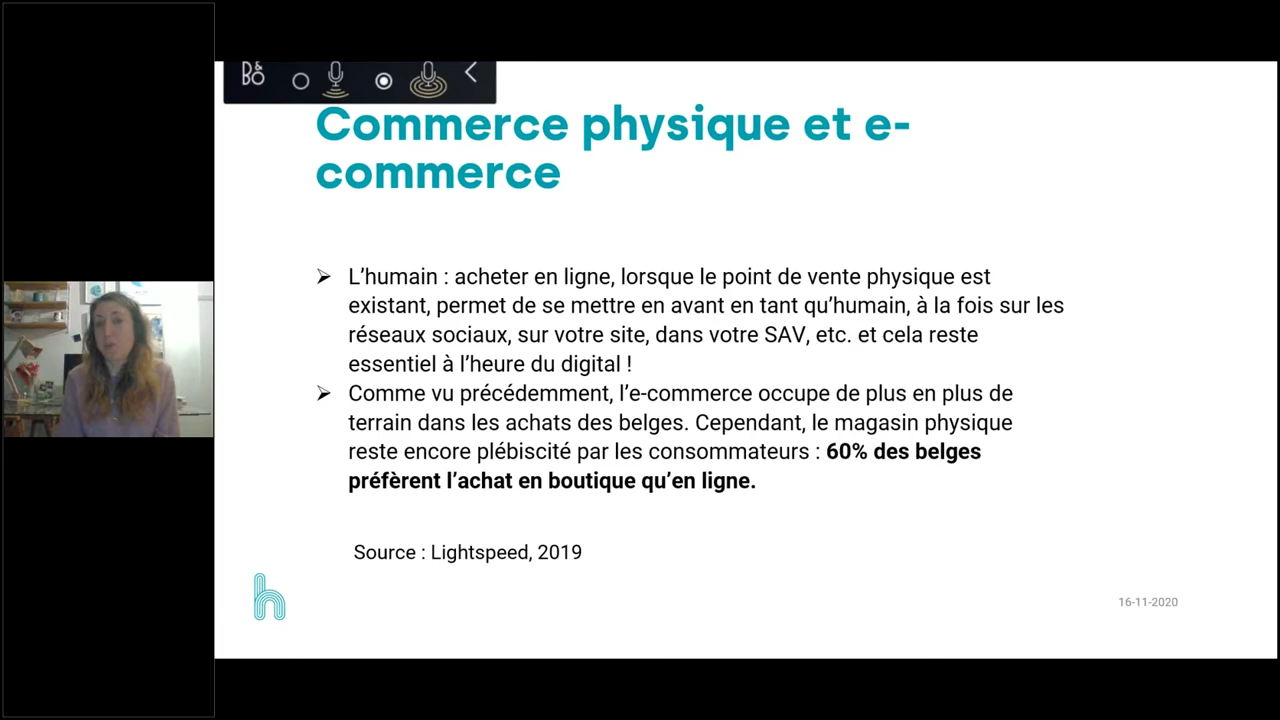 B&BO
Commerce physique et e-
commerce
L'humain : acheter en ligne, lorsque le point de vente physique est
existant, permet de se mettre en avant en tant qu'humain, à la fois sur les
réseaux sociaux, sur votre site, dans votre SAV, etc. et cela reste
essentiel à l'heure du digital !
Comme vu précédemment, l'e-commerce occupe de plus en plus de
terrain dans les achats des belges. Cependant, le magasin physique
reste encore plébiscité par les consommateurs : 60% des belges
préfèrent l'achat en boutique qu'en ligne.
Source : Lightspeed, 2019
h
16-11-2020